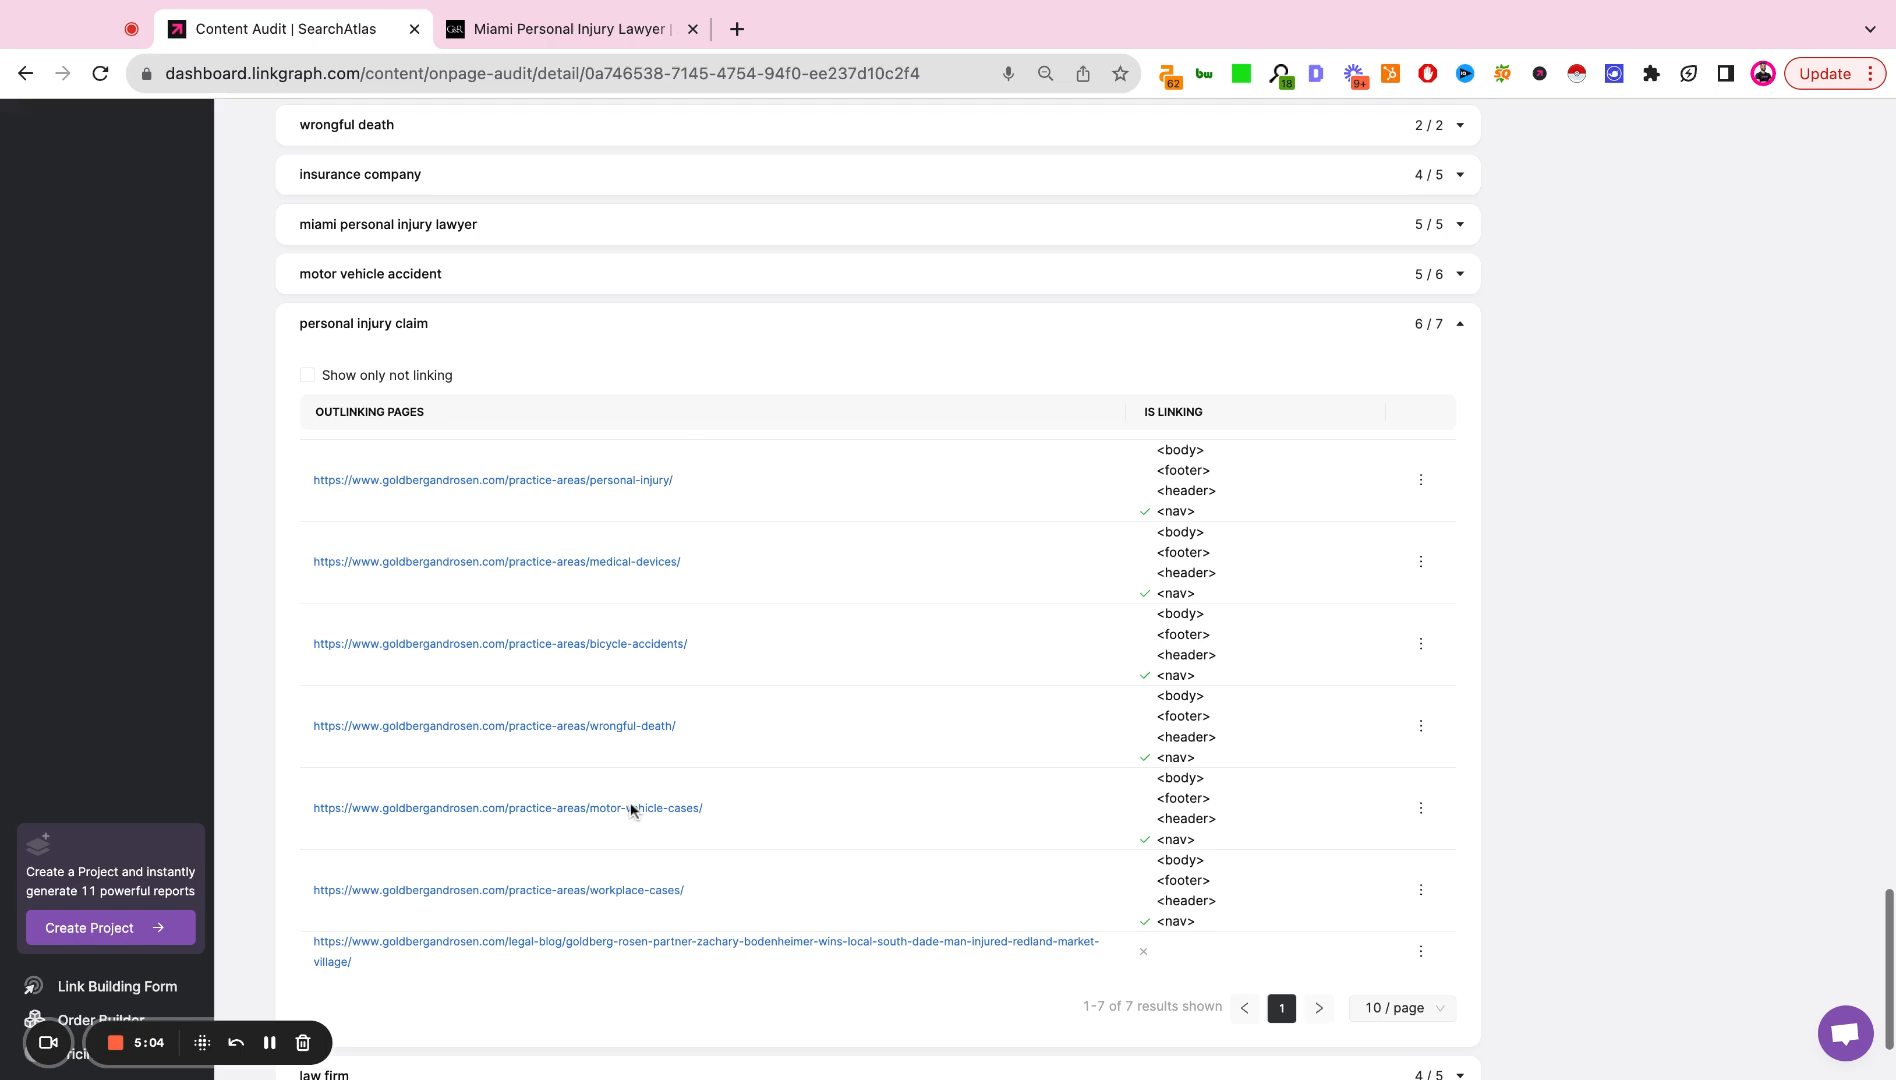 Content Audit | SearchAtlas
G&R
Miami Personal Injury Lawyer |
dashboard.linkgraph.com/content/onpage-audit/detail/0a746538-7145-4754-94f0-ee237d10c2f4
62
bw
18
9+
Update
wrongful death
2 / 2
insurance company
4 / 5
miami personal injury lawyer
5 / 5
motor vehicle accident
5 / 6
personal injury claim
6 / 7
Show only not linking
OUTLINKING PAGES
IS LINKING
https://www.goldbergandrosen.com/practice-areas/personal-injury/
<body>
<footer>
<header>
<nav>
https://www.goldbergandrosen.com/practice-areas/medical-devices/
<body>
<footer>
<header>
<nav>
https://www.goldbergandrosen.com/practice-areas/bicycle-accidents/
<body>
<footer>
<header>
<nav>
https://www.goldbergandrosen.com/practice-areas/wrongful-death/
<body>
<footer>
<header>
<nav>
https://www.goldbergandrosen.com/practice-areas/motor-vehicle-cases/
<body>
<footer>
<header>
<nav>
https://www.goldbergandrosen.com/practice-areas/workplace-cases/
<body>
<footer>
<header>
<nav>
https://www.goldbergandrosen.com/legal-blog/goldberg-rosen-partner-zachary-bodenheimer-wins-local-south-dade-man-injured-redland-market-
village/
1-7 of 7 results shown
1
10 / page
law firm
4 / 5
Create a Project and instantly
generate 11 powerful reports
Create Project
Link Building Form
Order Builder
5:04